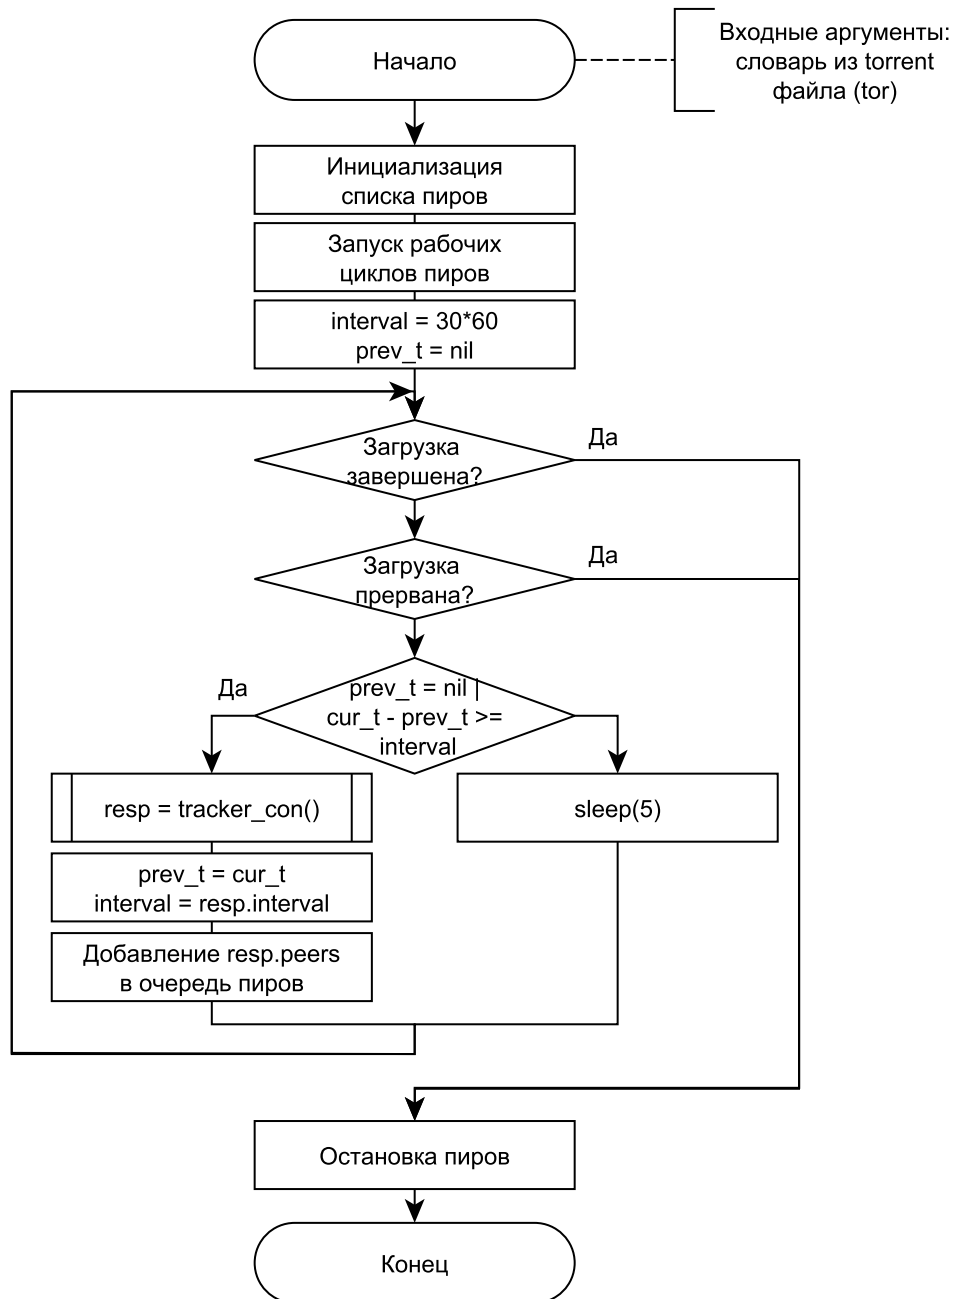 Начало
Входные аргументы:
словарь из torrent
файла (tor)
Инициализация
списка пиров
Запуск рабочих
циклов пиров
interval = 30*60
prev_t = nil
Загрузка
завершена?
Да
Загрузка
прервана?
Да
prev_t = nil |
cur_t - prev_t >=
interval
Да
resp = tracker_con()
sleep(5)
prev_t = cur_t
interval = resp.interval
Добавление resp.peers
в очередь пиров
Остановка пиров
Конец